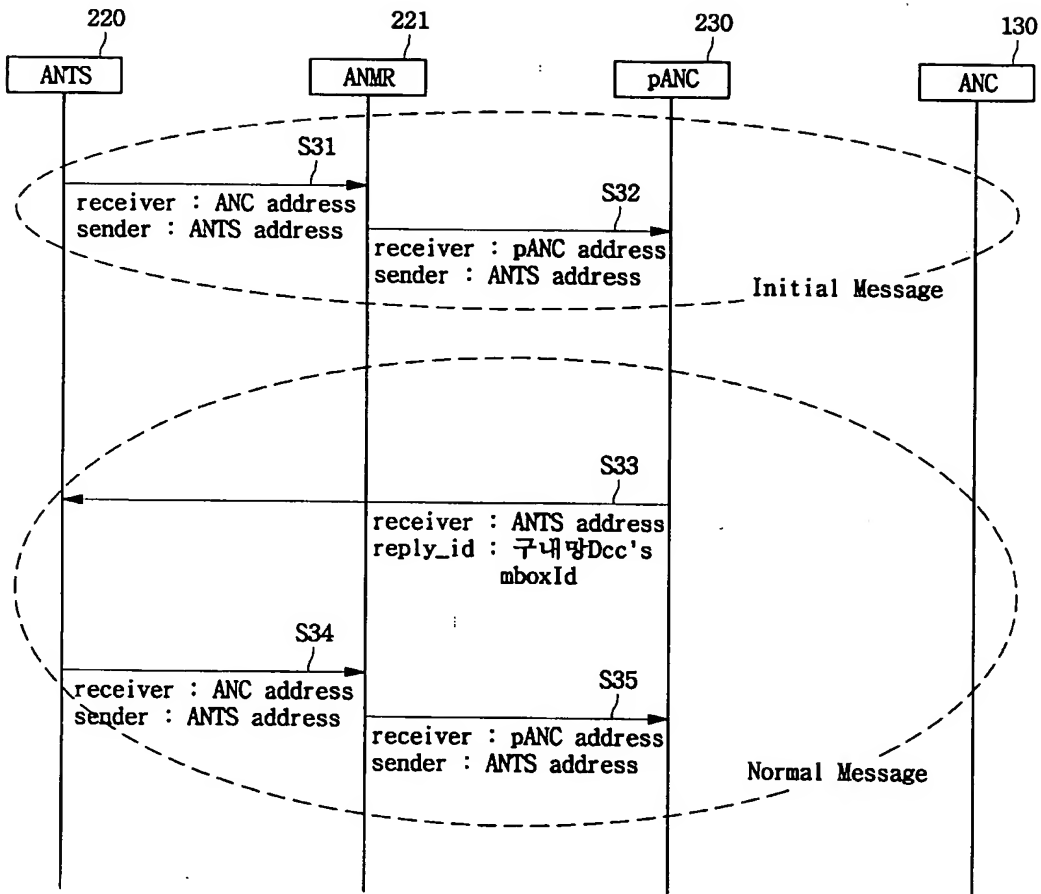 220
221
230
130
ANTS
ANMR
pANC
ANC
S31
receiver : ANC address
sender : ANTS address
S32
receiver : pANC address
sender : ANTS address
Initial Message
S33
receiver : ANTS address
reply_id : 구내망Dcc's
mboxId
S34
receiver : ANC address
sender : ANTS address
S35
receiver : pANC address
sender : ANTS address
Normal Message